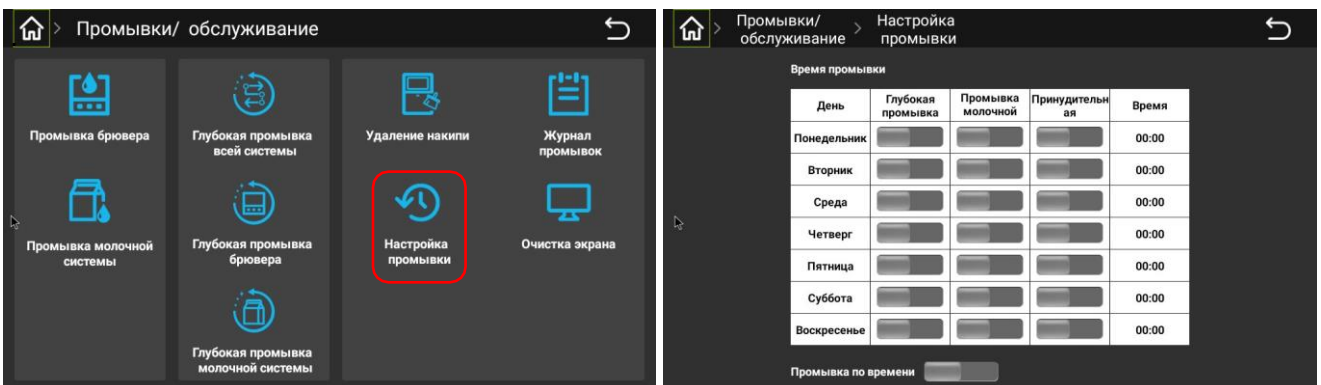 > Промывки/ обслуживание
Промывка брювера
Глубокая промывка
всей системы
Удаление накипи
Журнал
промывок
Промывка молочной
системы
Глубокая промывка
брювера
Настройка
промывки
Очистка экрана
Глубокая промывка
молочной системы
> Промывки/
обслуживание > Настройка
промывки
Время промывки
День Глубокая промывка Промывка молочной Принудительн ая Время
Понедельник 00:00
Вторник 00:00
Среда 00:00
Четверг 00:00
Пятница 00:00
Суббота 00:00
Воскресенье 00:00
Промывка по времени